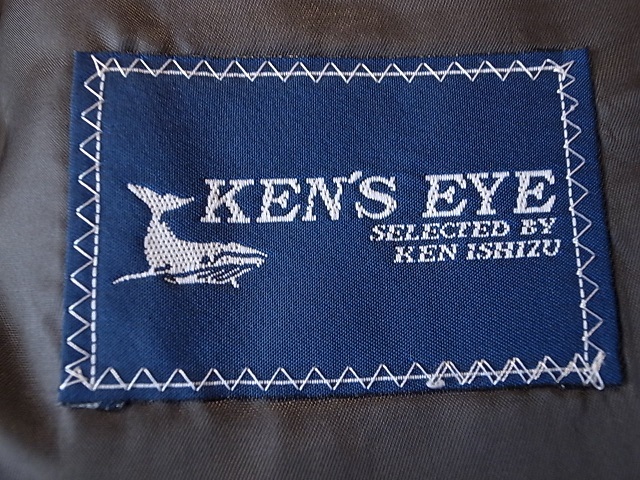 KEN'S EYE
SELECTED BY
KEN ISHIZU